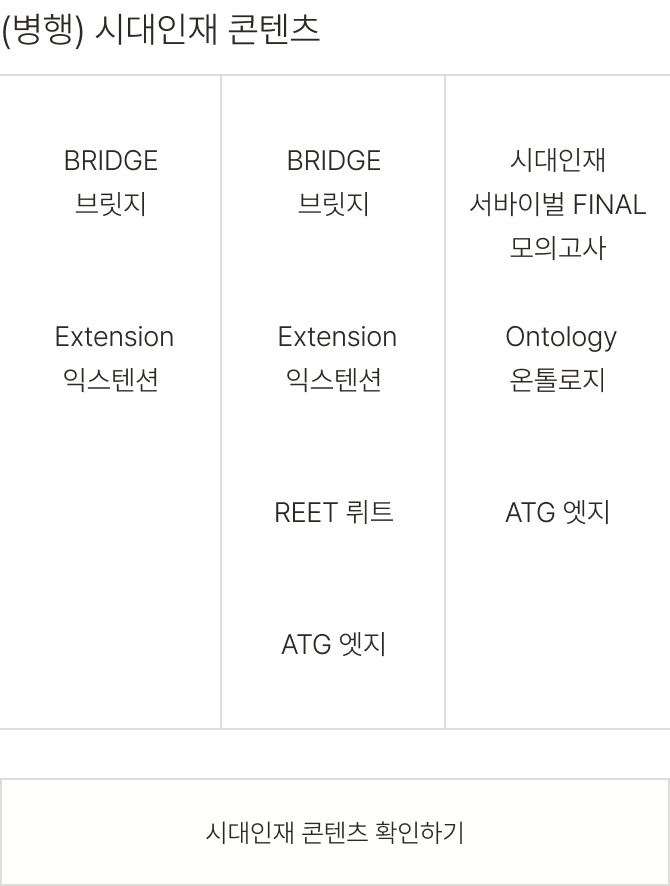 (병행) 시대인재 콘텐츠
BRIDGE
브릿지
Extension
익스텐션
BRIDGE
브릿지
Extension
익스텐션
REET 뤼트
ATG 엣지
시대인재
서바이벌 FINAL
모의고사
Ontology
온톨로지
ATG 엣지
시대인재 콘텐츠 확인하기